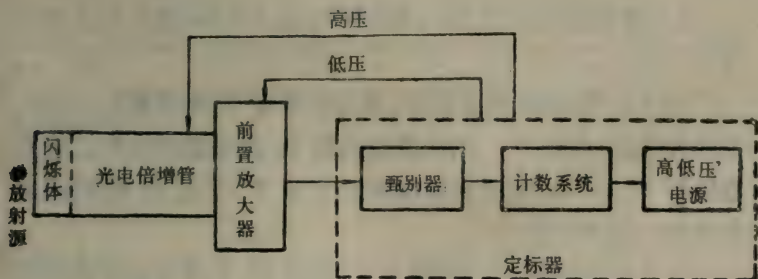 高压
低压
放射源
闪烁体
光电倍增管
前置放大器
甄别器
计数系统
高低压
电源
定标器